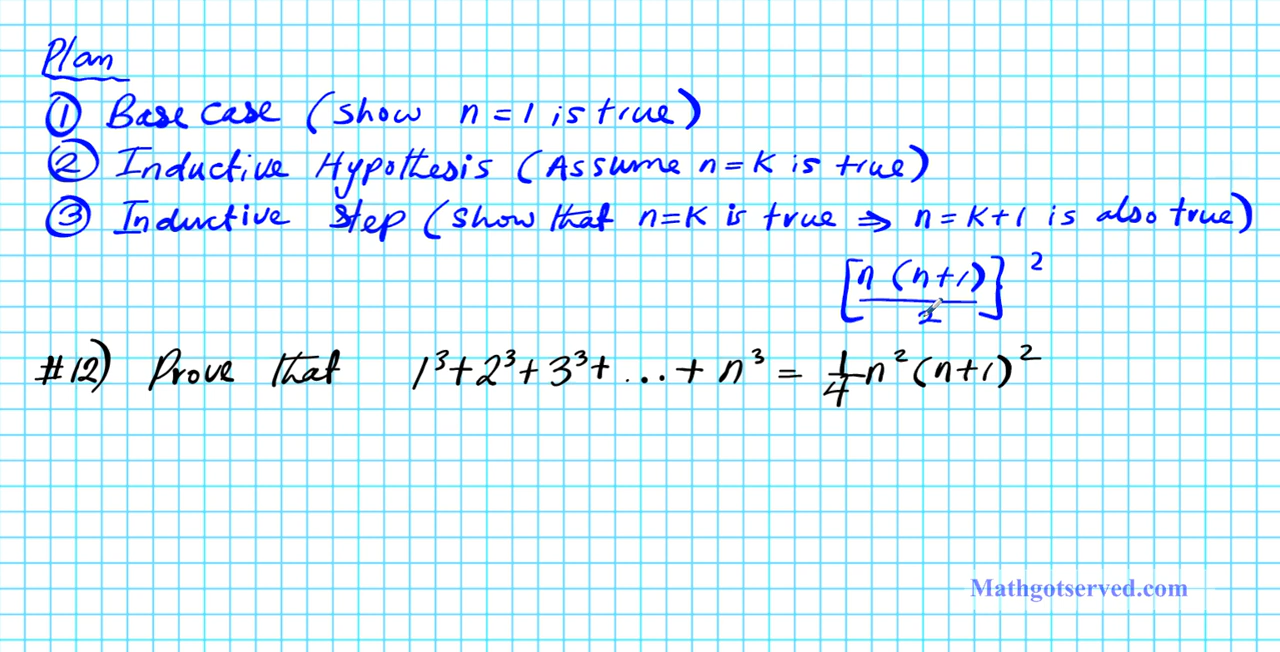 Plan
① Base case (show n = 1 is true)
② Inductive Hypothesis (Assume n = K is true)
③ Inductive Step (show that n = K is true ⇒ n = K + 1 is also true)
[n (n+1) / 2]²
#12) Prove that 1³ + 2³ + 3³ + ... + n³ = 1/4 n² (n+1)²
Mathgotserved.com